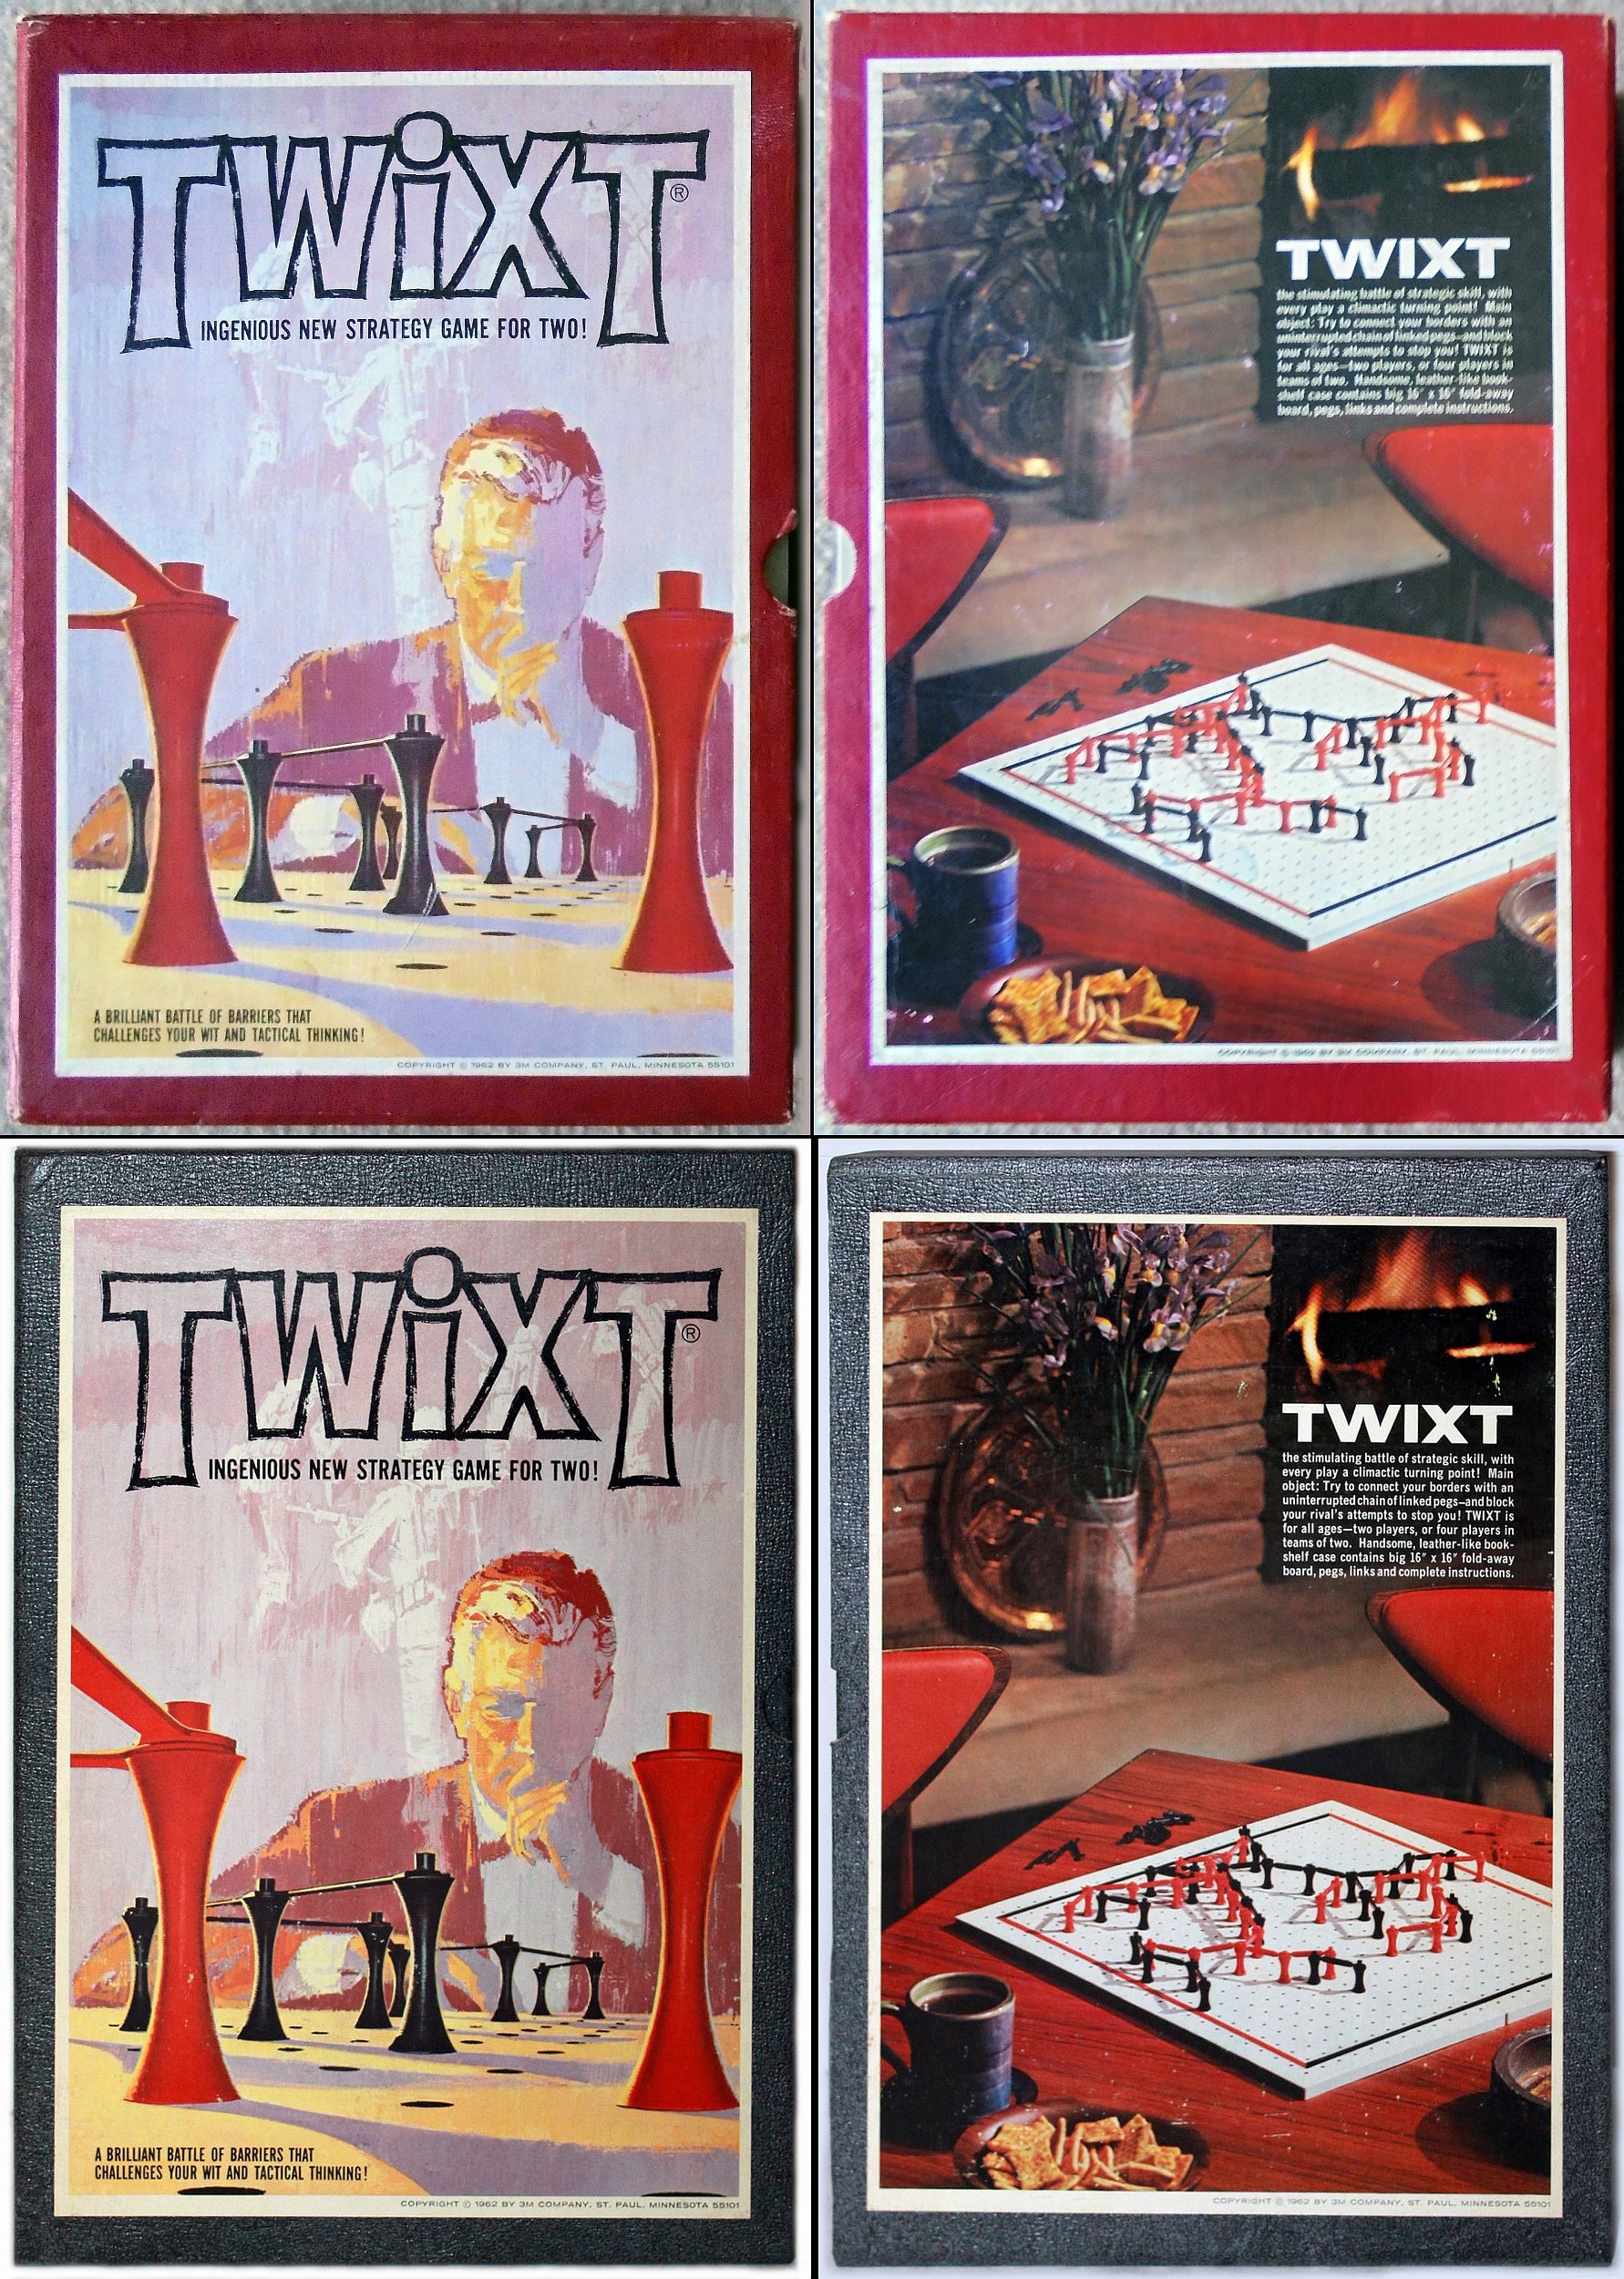 TWiXT®
INGENIOUS NEW STRATEGY GAME FOR TWO!
A BRILLIANT BATTLE OF BARRIERS THAT
CHALLENGES YOUR WIT AND TACTICAL THINKING!
COPYRIGHT © 1962 BY 3M COMPANY, ST. PAUL, MINNESOTA 55101
TWIXT
the stimulating battle of strategic skill, with
every play a climactic turning point! Main
object: Try to connect your borders with an
uninterrupted chain of linked pegs—and block
your rival's attempts to stop you! TWIXT is
for all ages—two players, or four players in
teams of two. Handsome, leather-like book-
shelf case contains big 16" x 16" fold-away
board, pegs, links and complete instructions.
COPYRIGHT © 1962 BY 3M COMPANY, ST. PAUL, MINNESOTA 55101
TWiXT®
INGENIOUS NEW STRATEGY GAME FOR TWO!
A BRILLIANT BATTLE OF BARRIERS THAT
CHALLENGES YOUR WIT AND TACTICAL THINKING!
COPYRIGHT © 1962 BY 3M COMPANY, ST. PAUL, MINNESOTA 55101
TWIXT
the stimulating battle of strategic skill, with
every play a climactic turning point! Main
object: Try to connect your borders with an
uninterrupted chain of linked pegs—and block
your rival's attempts to stop you! TWIXT is
for all ages—two players, or four players in
teams of two. Handsome, leather-like book-
shelf case contains big 16" x 16" fold-away
board, pegs, links and complete instructions.
COPYRIGHT © 1962 BY 3M COMPANY, ST. PAUL, MINNESOTA 55101